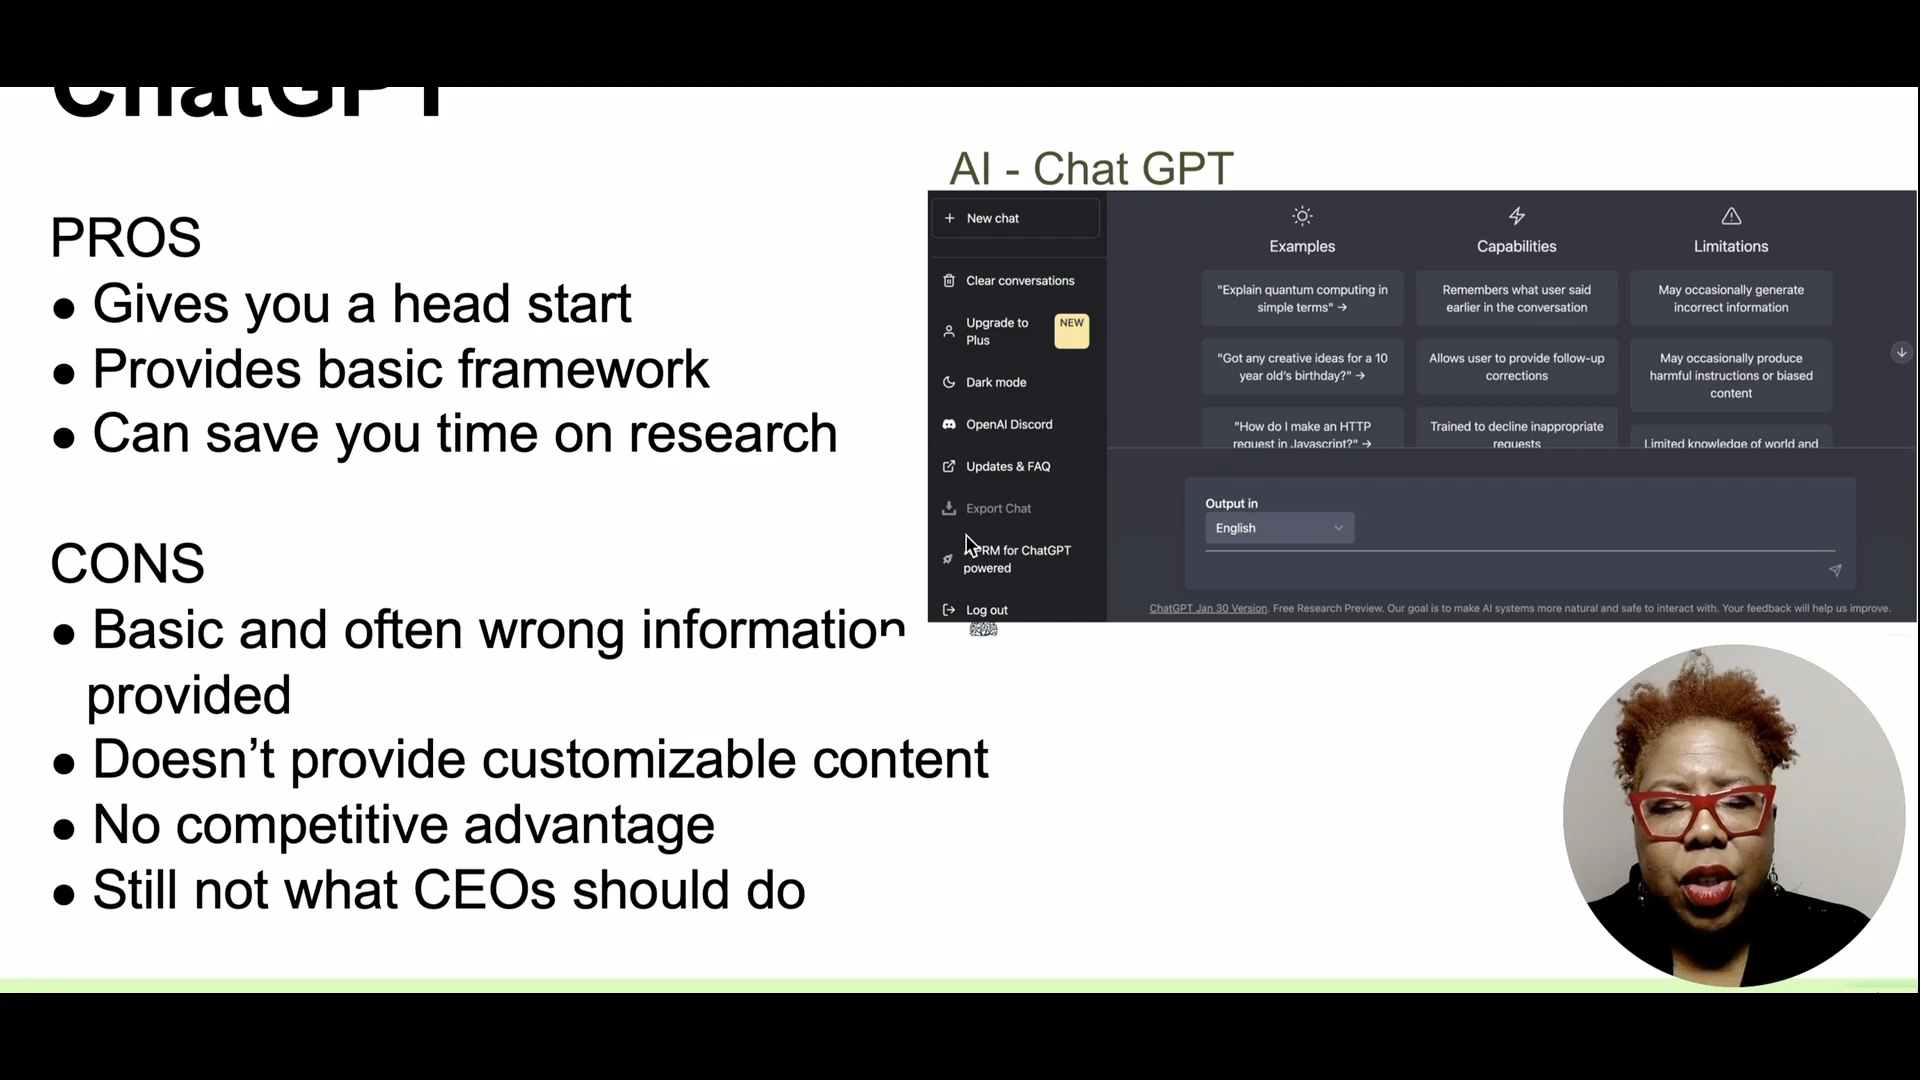 ChatGPT
PROS
● Gives you a head start
● Provides basic framework
● Can save you time on research
CONS
● Basic and often wrong information
provided
● Doesn't provide customizable content
● No competitive advantage
● Still not what CEOs should do
AI - Chat GPT
+ New chat
Clear conversations
Upgrade to
Plus
NEW
Dark mode
OpenAI Discord
Updates & FAQ
Export Chat
PRM for ChatGPT
powered
Log out
Examples
"Explain quantum computing in
simple terms" →
"Got any creative ideas for a 10
year old's birthday?" →
"How do I make an HTTP
request in Javascript?" →
Capabilities
Remembers what user said
earlier in the conversation
Allows user to provide follow-up
corrections
Trained to decline inappropriate
requests
Limitations
May occasionally generate
incorrect information
May occasionally produce
harmful instructions or biased
content
Limited knowledge of world and
Output in
English
ChatGPT Jan 30 Version. Free Research Preview. Our goal is to make AI systems more natural and safe to interact with. Your feedback will help us improve.